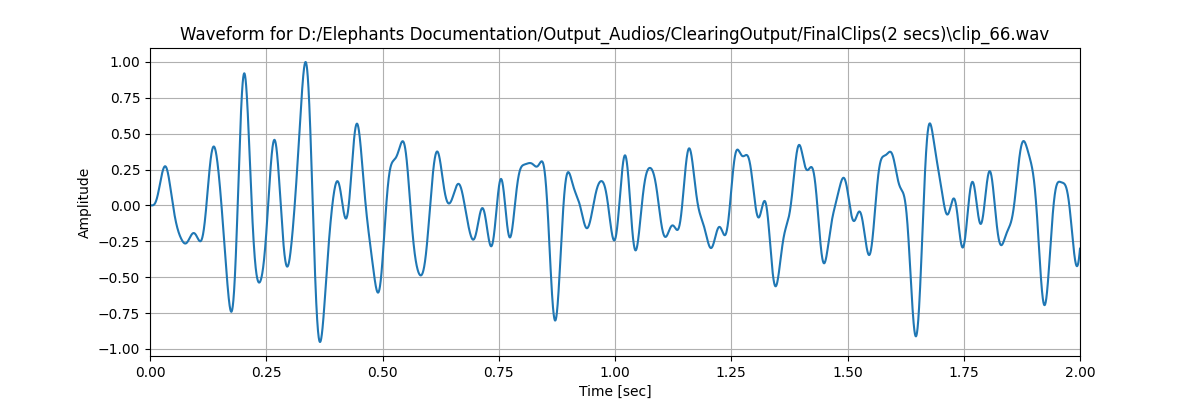 Waveform for D:/Elephants Documentation/Output_Audios/ClearingOutput/FinalClips(2 secs)\clip_66.wav
1.00
0.75
0.50
0.25
0.00
−0.25
−0.50
−0.75
−1.00
Amplitude
0.00 0.25 0.50 0.75 1.00 1.25 1.50 1.75 2.00
Time [sec]